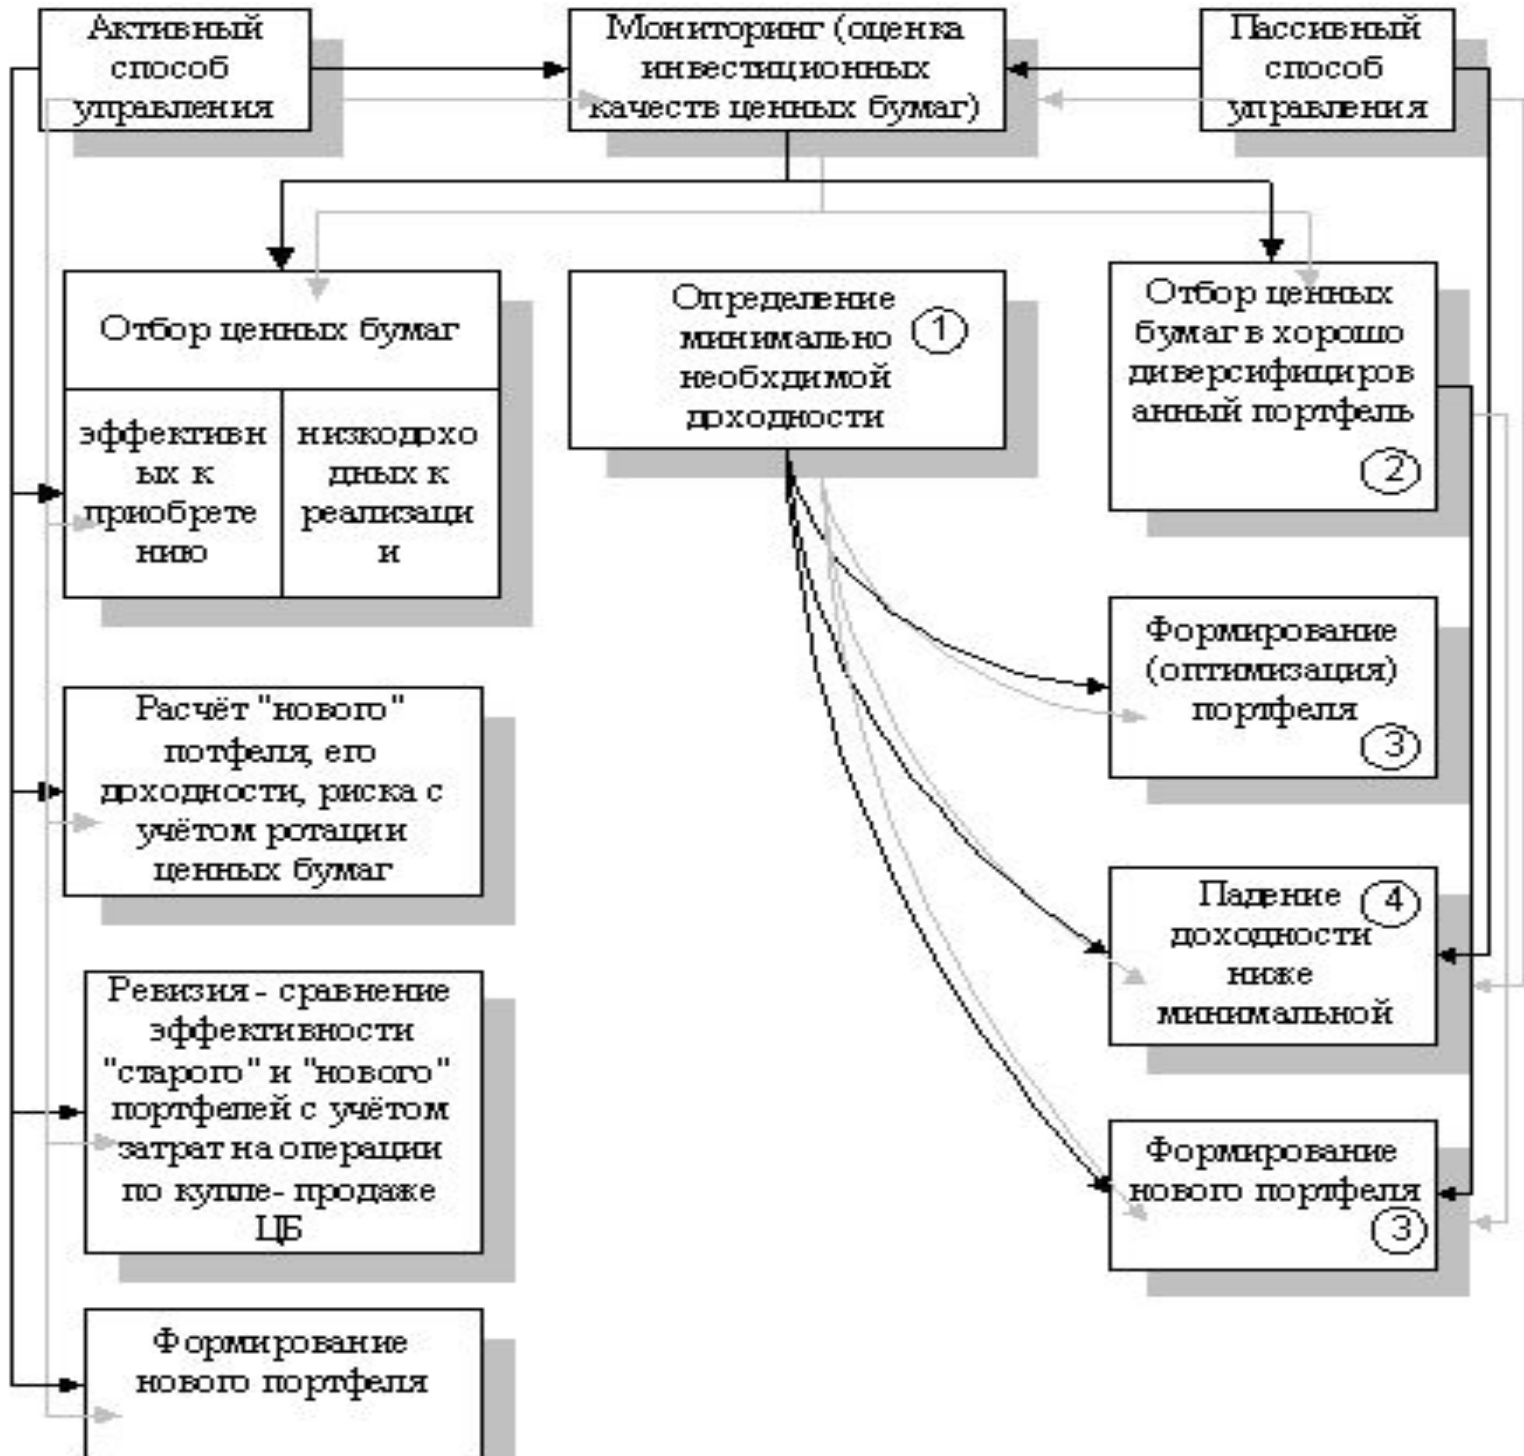 Активный
способ
управления
Мониторинг (оценка
инвестиционных
качеств ценных бумаг)
Пассивный
способ
управления
Отбор ценных бумаг
эффективн
ых к
приобрете
нию
низкодохо
дных к
реализаци
и
Определение
минимально
необхдимой
доходности
1
Отбор ценных
бумаг в хорошо
диверсифициров
анный портфель
2
Формирование
(оптимизация)
портфеля
3
Расчёт "нового"
потфеля, его
доходности, риска с
учётом ротации
ценных бумаг
Падение
доходности
ниже
минимальной
4
Ревизия - сравнение
эффективности
"старого" и "нового"
портфелей с учётом
затрат на операции
по купле- продаже
ЦБ
Формирование
нового портфеля
3
Формирование
нового портфеля